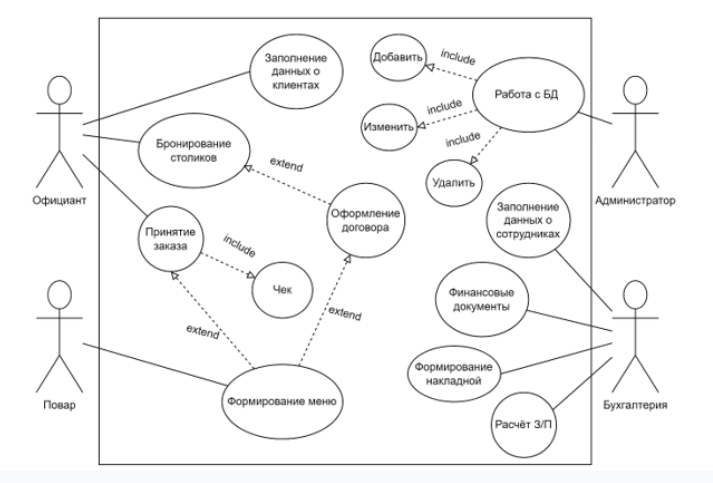 Заполнение
данных о
клиентах
Добавить
include
Работа с БД
include
Изменить
include
Бронирование
столиков
extend
Удалить
Официант
Администратор
Оформление
договора
Заполнение
данных о
сотрудниках
Принятие
заказа
include
Чек
Финансовые
документы
extend
extend
Формирование
накладной
Формирование меню
Повар
Бухгалтерия
Расчёт З/П